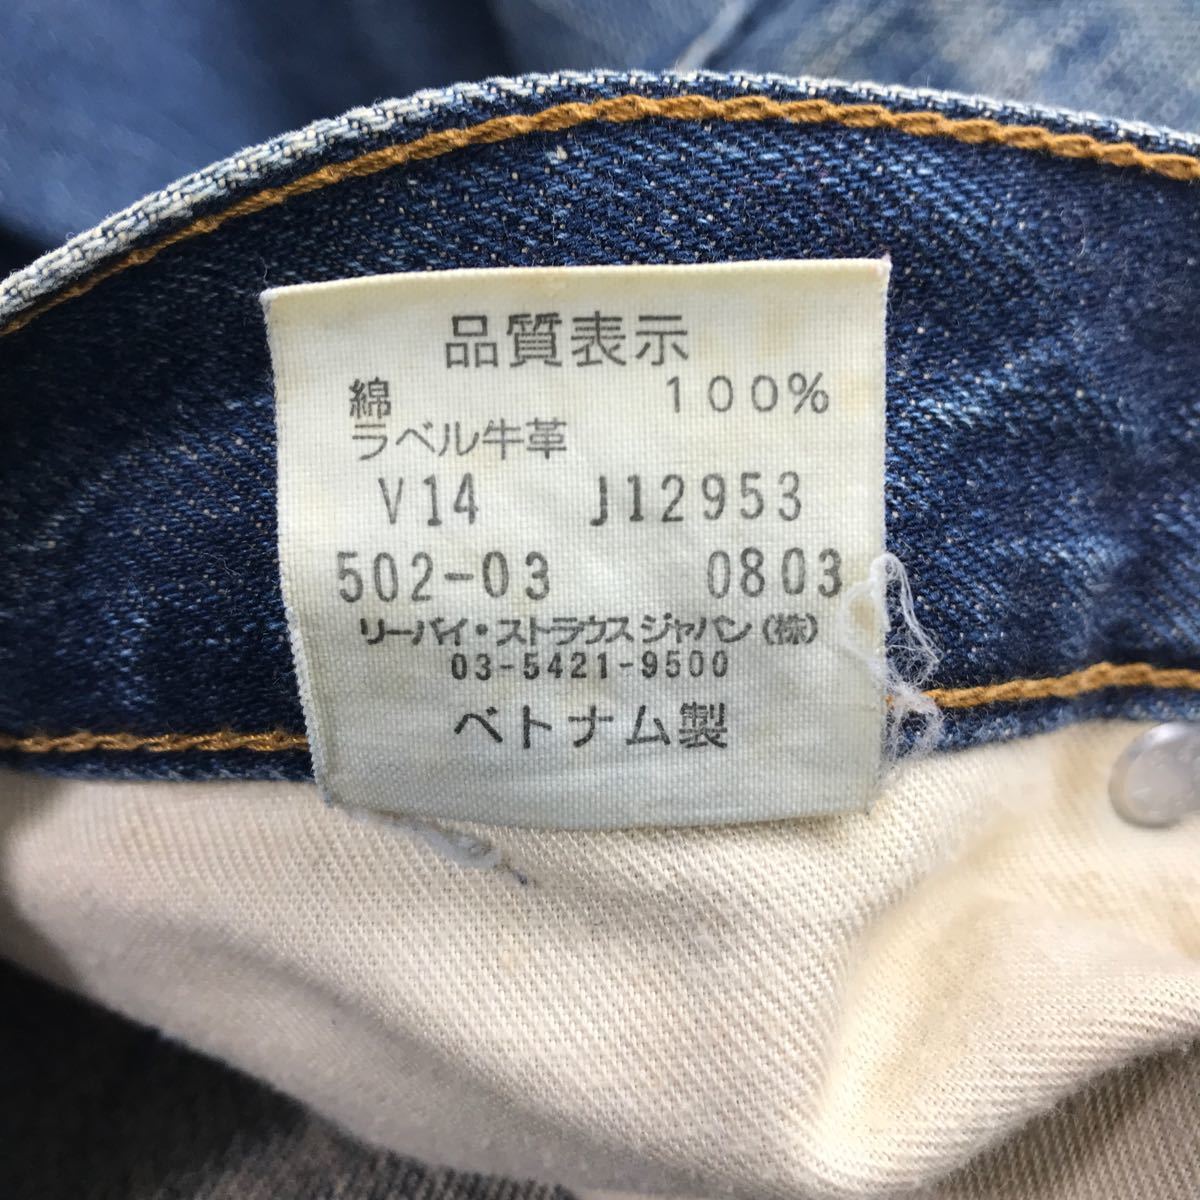 品質表示
綿 100%
ラベル牛革
V14 J12953
502-03 0803
リーバイ・ストラウスジャパン(株)
03-5421-9500
ベトナム製